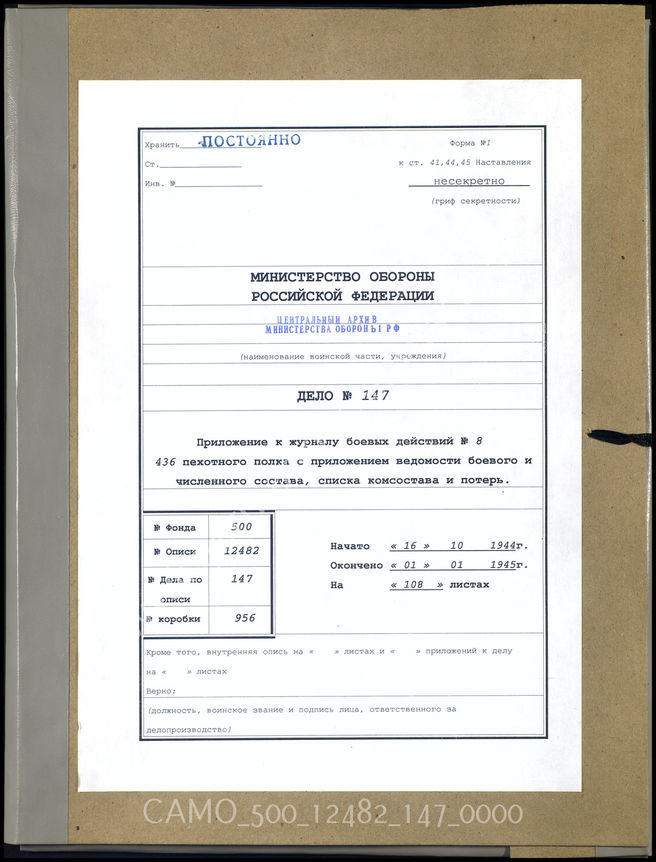 Хранить ПОСТОЯННО
Форма №1
Ст.
к ст. 41,44,45 Наставления
Инв. №
несекретно
(гриф секретности)
МИНИСТЕРСТВО ОБОРОНЫ
РОССИЙСКОЙ ФЕДЕРАЦИИ
ЦЕНТРАЛЬНЫЙ АРХИВ
МИНИСТЕРСТВА ОБОРОНЫ РФ
(наименование воинской части, учреждения)
ДЕЛО № 147
Приложение к журналу боевых действий № 8
436 пехотного полка с приложением ведомости боевого и
численного состава, списка комсостава и потерь.
№ Фонда 500
№ Описи 12482
№ Дела по описи 147
№ коробки 956
Начато « 16 » 10 1944г.
Окончено « 01 » 01 1945г.
На « 108 » листах
Кроме того, внутренняя опись на « » листах и « » приложений к делу
на « » листах
Верно:
(должность, воинское звание и подпись лица, ответственного за
делопроизводство)
CAMO_500_12482_147_0000